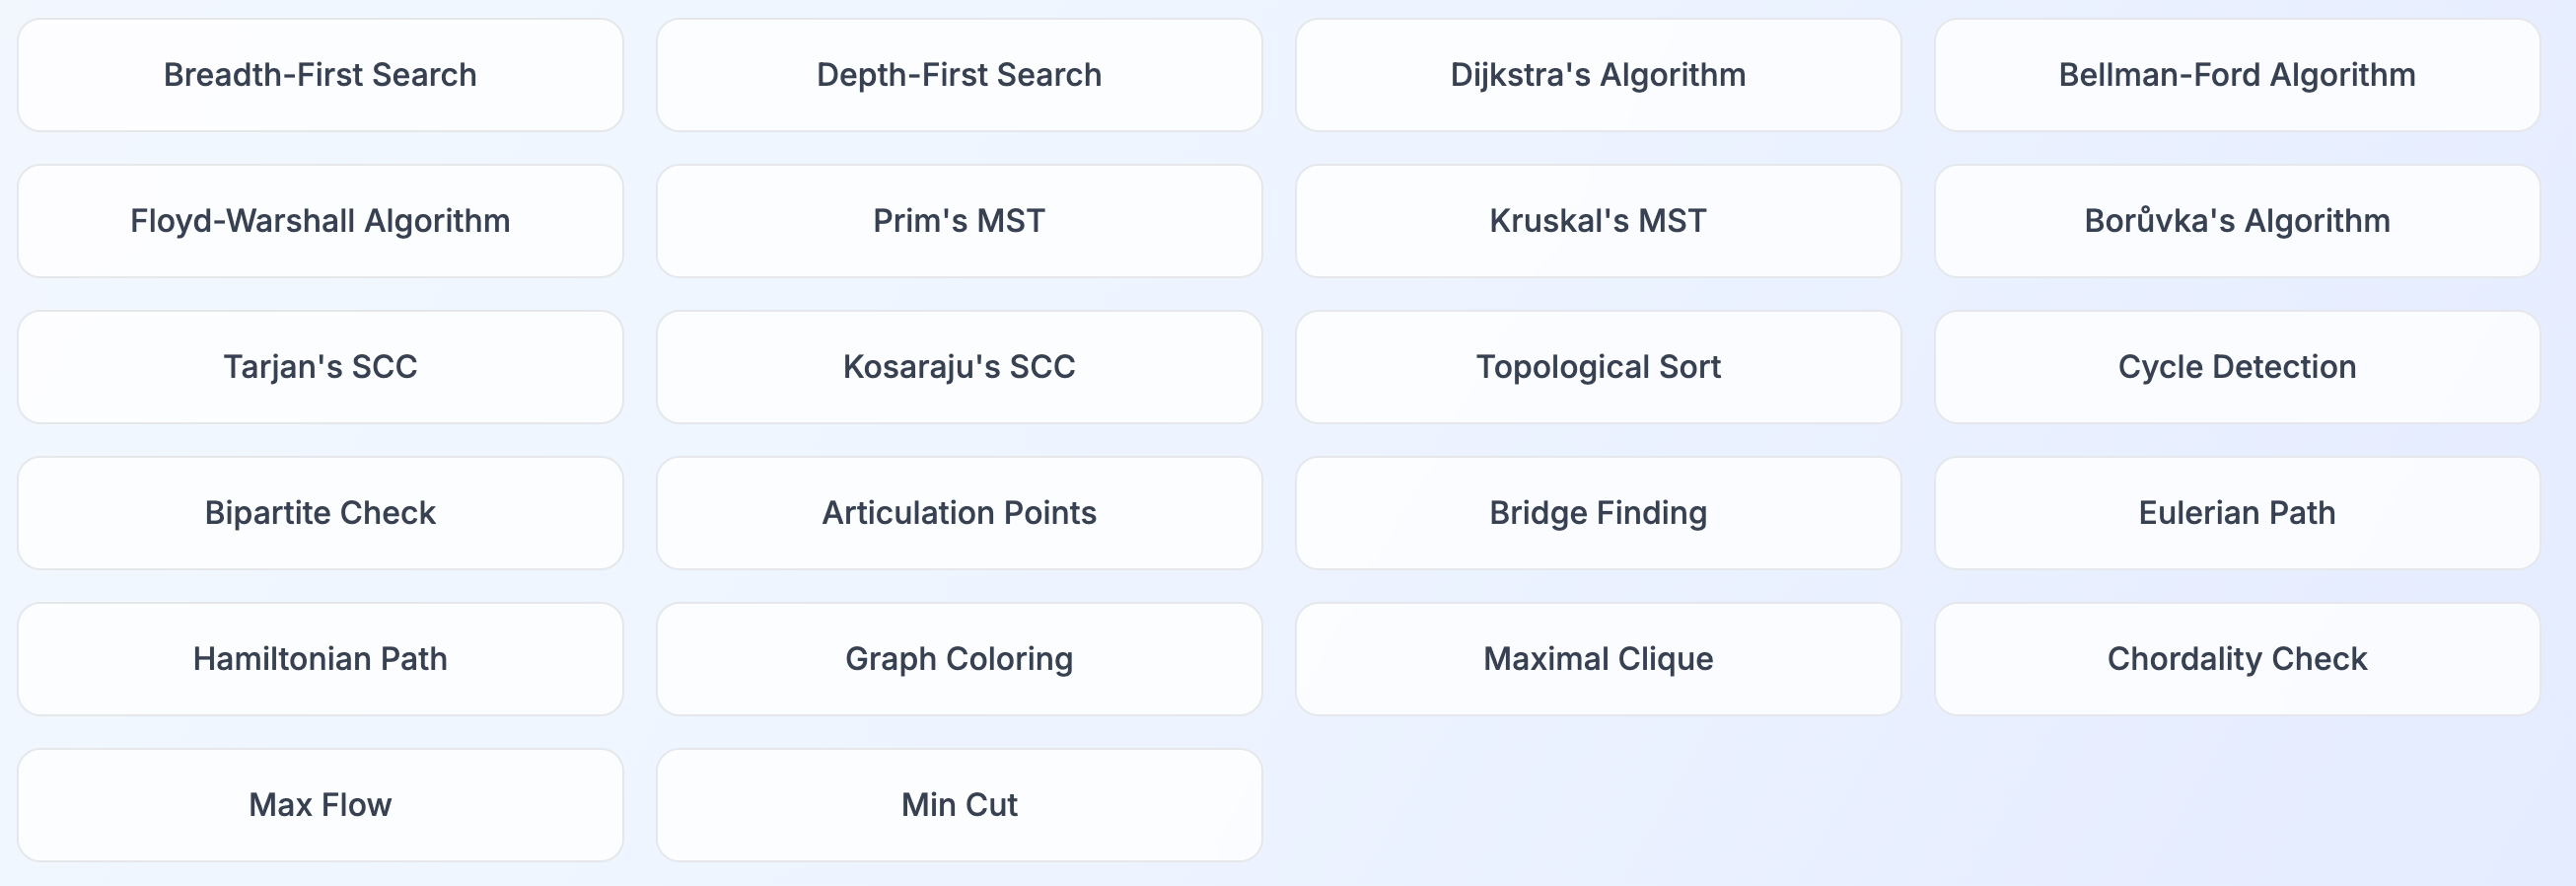 Breadth-First Search
Depth-First Search
Dijkstra's Algorithm
Bellman-Ford Algorithm
Floyd-Warshall Algorithm
Prim's MST
Kruskal's MST
Borůvka's Algorithm
Tarjan's SCC
Kosaraju's SCC
Topological Sort
Cycle Detection
Bipartite Check
Articulation Points
Bridge Finding
Eulerian Path
Hamiltonian Path
Graph Coloring
Maximal Clique
Chordality Check
Max Flow
Min Cut